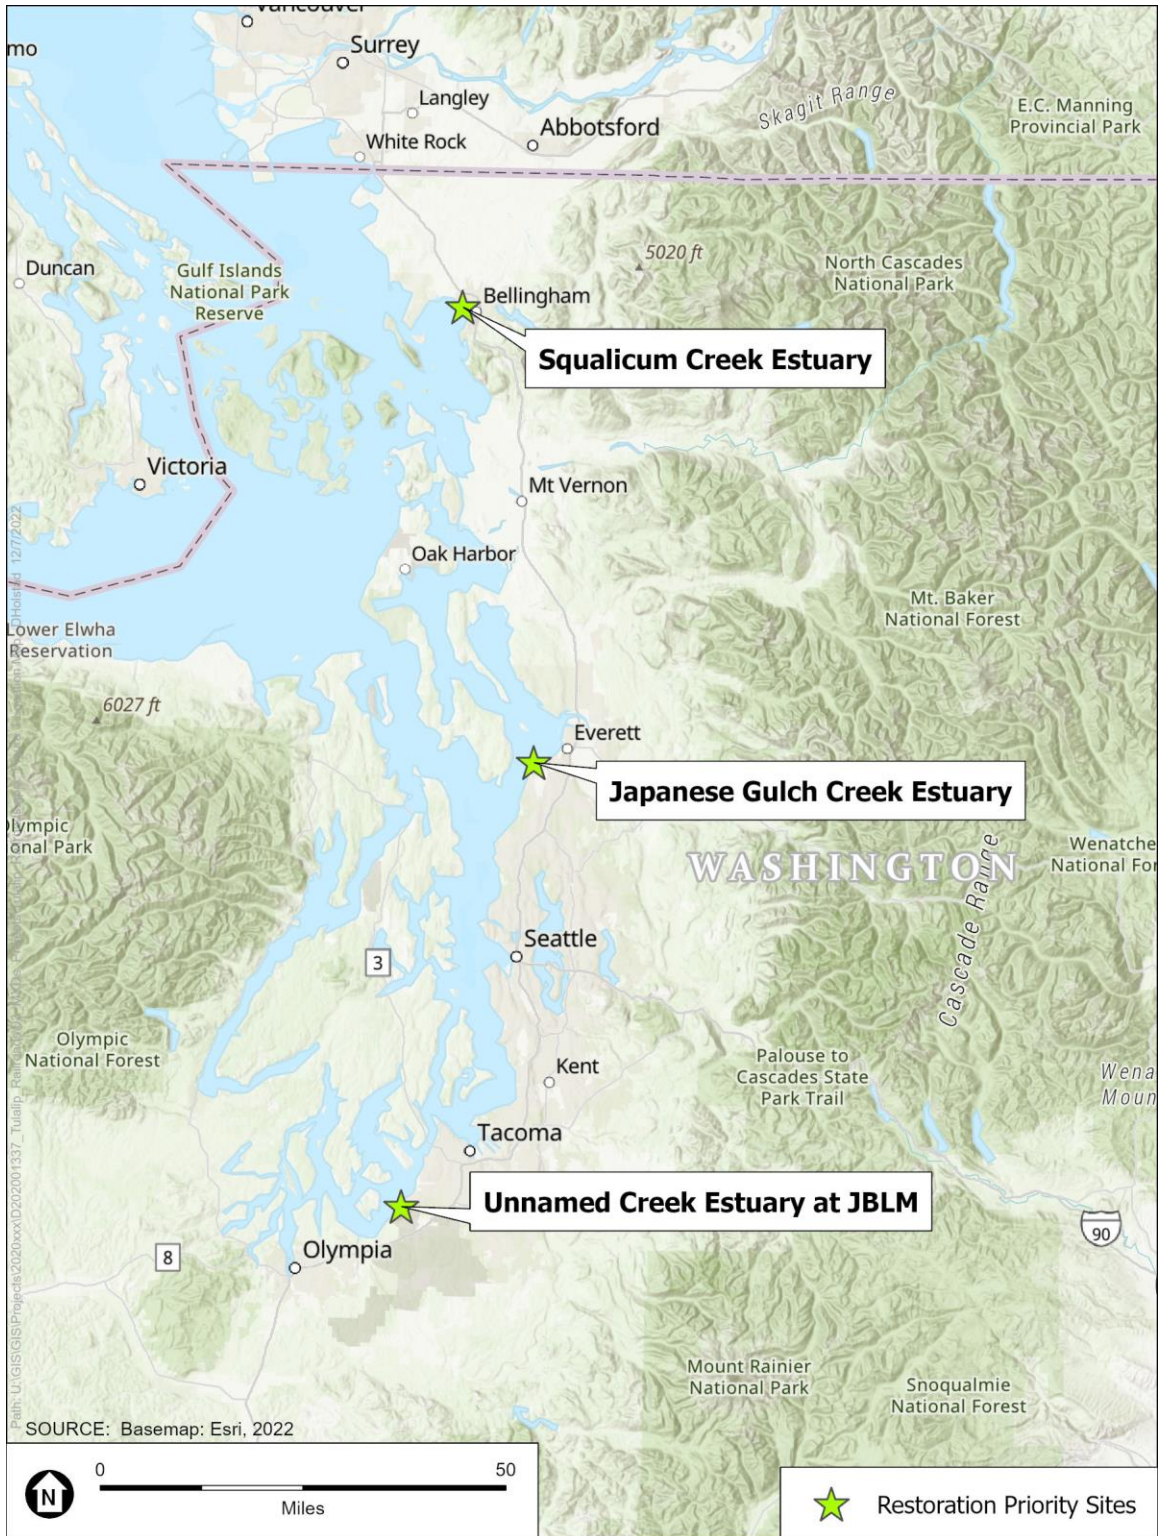 Vancouver
mo
Surrey
Langley
Skagit Range
E.C. Manning
Provincial Park
Abbotsford
White Rock
5020 ft
Duncan
Gulf Islands
National Park
Reserve
North Cascades
National Park
Bellingham
Squalicum Creek Estuary
Victoria
Mt Vernon
Oak Harbor
Mt. Baker
National Forest
Lower Elwha
Reservation
6027 ft
Everett
Japanese Gulch Creek Estuary
Olympic
onal Park
WASHINGTON
Wenatche
National For
Cascade Range
Seattle
3
Olympic
National Forest
Kent
Palouse to
Cascades State
Park Trail
Wena
Moun
Tacoma
Unnamed Creek Estuary at JBLM
90
Olympia
8
Mount Rainier
National Park
Snoqualmie
National Forest
SOURCE: Basemap: Esri, 2022
N
0 50
Miles
Restoration Priority Sites